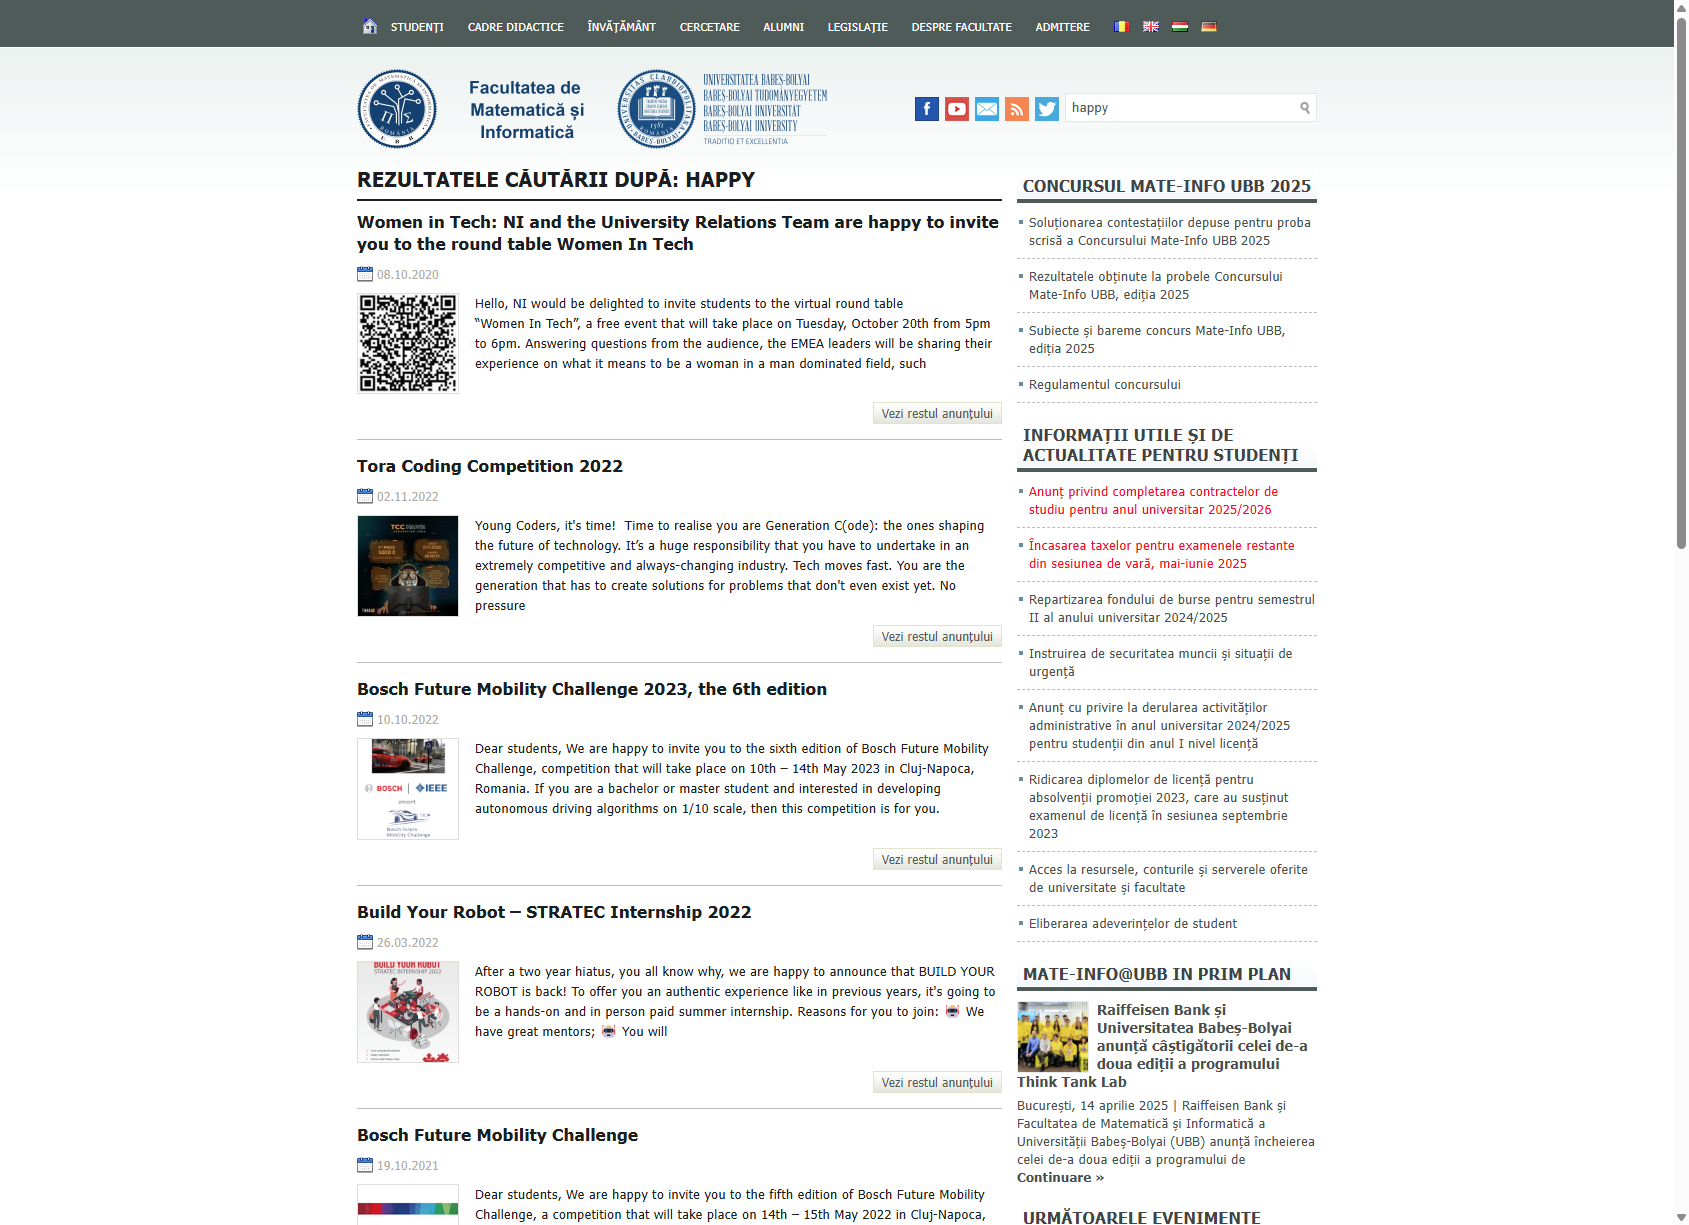 STUDENȚI CADRE DIDACTICE ÎNVĂȚĂMÂNT CERCETARE ALUMNI LEGISLAȚIE DESPRE FACULTATE ADMITERE
Facultatea de
Matematică și
Informatică
UNIVERSITATEA BABEȘ-BOLYAI
BABEȘ-BOLYAI TUDOMÁNYEGYETEM
BABEȘ-BOLYAI UNIVERSITÄT
BABEȘ-BOLYAI UNIVERSITY
TRADITIO ET EXCELLENTIA
happy
REZULTATELE CĂUTĂRII DUPĂ: HAPPY
Women in Tech: NI and the University Relations Team are happy to invite
you to the round table Women In Tech
08.10.2020
Hello, NI would be delighted to invite students to the virtual round table
“Women In Tech”, a free event that will take place on Tuesday, October 20th from 5pm
to 6pm. Answering questions from the audience, the EMEA leaders will be sharing their
experience on what it means to be a woman in a man dominated field, such
Vezi restul anunțului
Tora Coding Competition 2022
02.11.2022
Young Coders, it's time!  Time to realise you are Generation C(ode): the ones shaping
the future of technology. It’s a huge responsibility that you have to undertake in an
extremely competitive and always-changing industry. Tech moves fast. You are the
generation that has to create solutions for problems that don't even exist yet. No
pressure
Vezi restul anunțului
Bosch Future Mobility Challenge 2023, the 6th edition
10.10.2022
BOSCH | IEEE
present
Bosch Future
Mobility Challenge
Dear students, We are happy to invite you to the sixth edition of Bosch Future Mobility
Challenge, competition that will take place on 10th – 14th May 2023 in Cluj-Napoca,
Romania. If you are a bachelor or master student and interested in developing
autonomous driving algorithms on 1/10 scale, then this competition is for you.
Vezi restul anunțului
Build Your Robot – STRATEC Internship 2022
26.03.2022
BUILD YOUR ROBOT
STRATEC INTERNSHIP 2022
After a two year hiatus, you all know why, we are happy to announce that BUILD YOUR
ROBOT is back! To offer you an authentic experience like in previous years, it's going to
be a hands-on and in person paid summer internship. Reasons for you to join: We
have great mentors; You will
Vezi restul anunțului
Bosch Future Mobility Challenge
19.10.2021
Dear students, We are happy to invite you to the fifth edition of Bosch Future Mobility
Challenge, a competition that will take place on 14th – 15th May 2022 in Cluj-Napoca,
CONCURSUL MATE-INFO UBB 2025
Soluționarea contestațiilor depuse pentru proba
scrisă a Concursului Mate-Info UBB 2025
Rezultatele obținute la probele Concursului
Mate-Info UBB, ediția 2025
Subiecte și bareme concurs Mate-Info UBB,
ediția 2025
Regulamentul concursului
INFORMAȚII UTILE ȘI DE
ACTUALITATE PENTRU STUDENȚI
Anunț privind completarea contractelor de
studiu pentru anul universitar 2025/2026
Încasarea taxelor pentru examenele restante
din sesiunea de vară, mai-iunie 2025
Repartizarea fondului de burse pentru semestrul
II al anului universitar 2024/2025
Instruirea de securitatea muncii și situații de
urgență
Anunț cu privire la derularea activităților
administrative în anul universitar 2024/2025
pentru studenții din anul I nivel licență
Ridicarea diplomelor de licență pentru
absolvenții promoției 2023, care au susținut
examenul de licență în sesiunea septembrie
2023
Acces la resursele, conturile și serverele oferite
de universitate și facultate
Eliberarea adeverințelor de student
MATE-INFO@UBB IN PRIM PLAN
Raiffeisen Bank și
Universitatea Babeș-Bolyai
anunță câștigătorii celei de-a
doua ediții a programului
Think Tank Lab
București, 14 aprilie 2025 | Raiffeisen Bank și
Facultatea de Matematică și Informatică a
Universității Babeș-Bolyai (UBB) anunță încheierea
celei de-a doua ediții a programului de
Continuare »
URMĂTOARELE EVENIMENTE